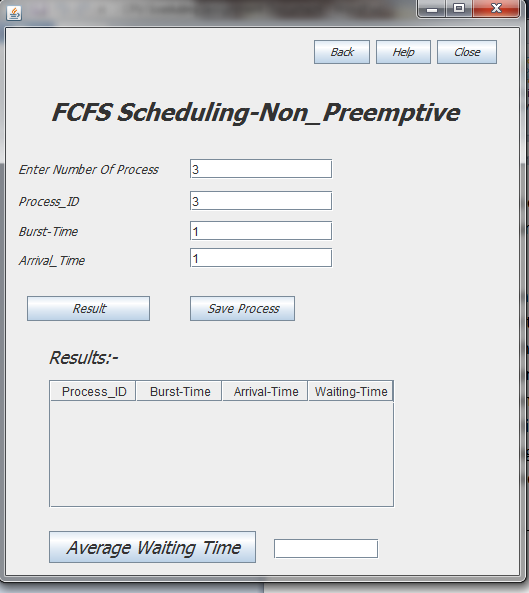 Back Help Close
FCFS Scheduling-Non_Preemptive
Enter Number Of Process 3
Process_ID 3
Burst-Time 1
Arrival_Time 1
Result Save Process
Results:-
Process_ID Burst-Time Arrival-Time Waiting-Time
Average Waiting Time